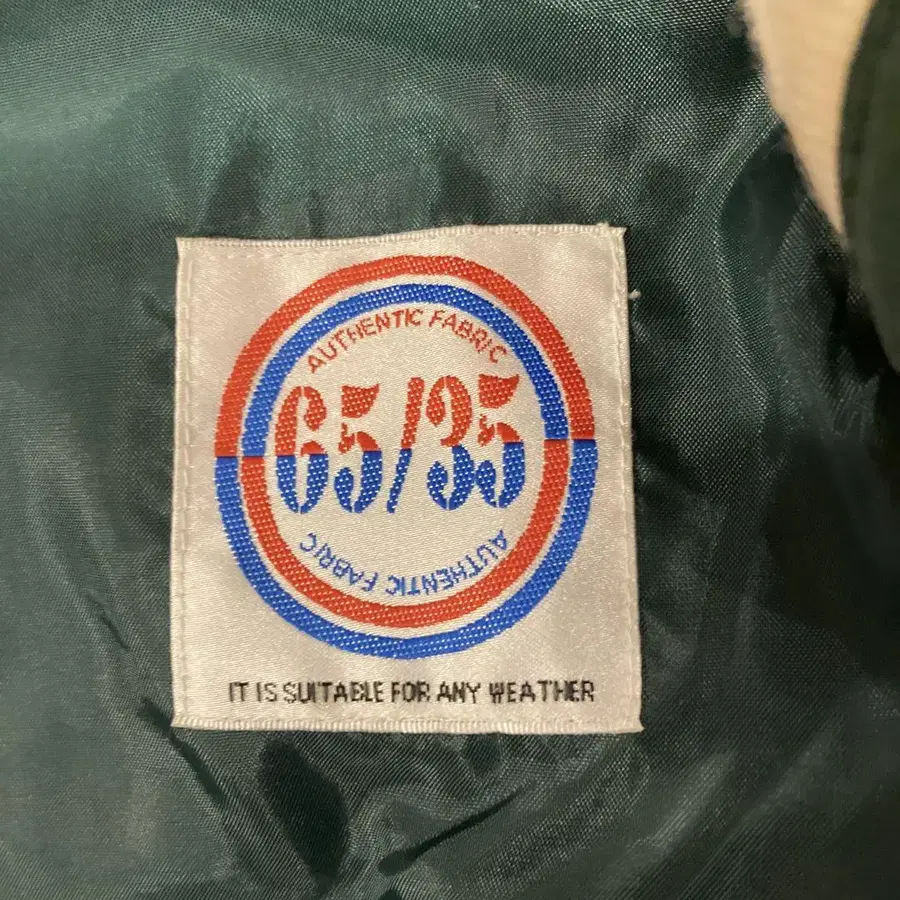 AUTHENTIC FABRIC
65/35
AUTHENTIC FABRIC
IT IS SUITABLE FOR ANY WEATHER